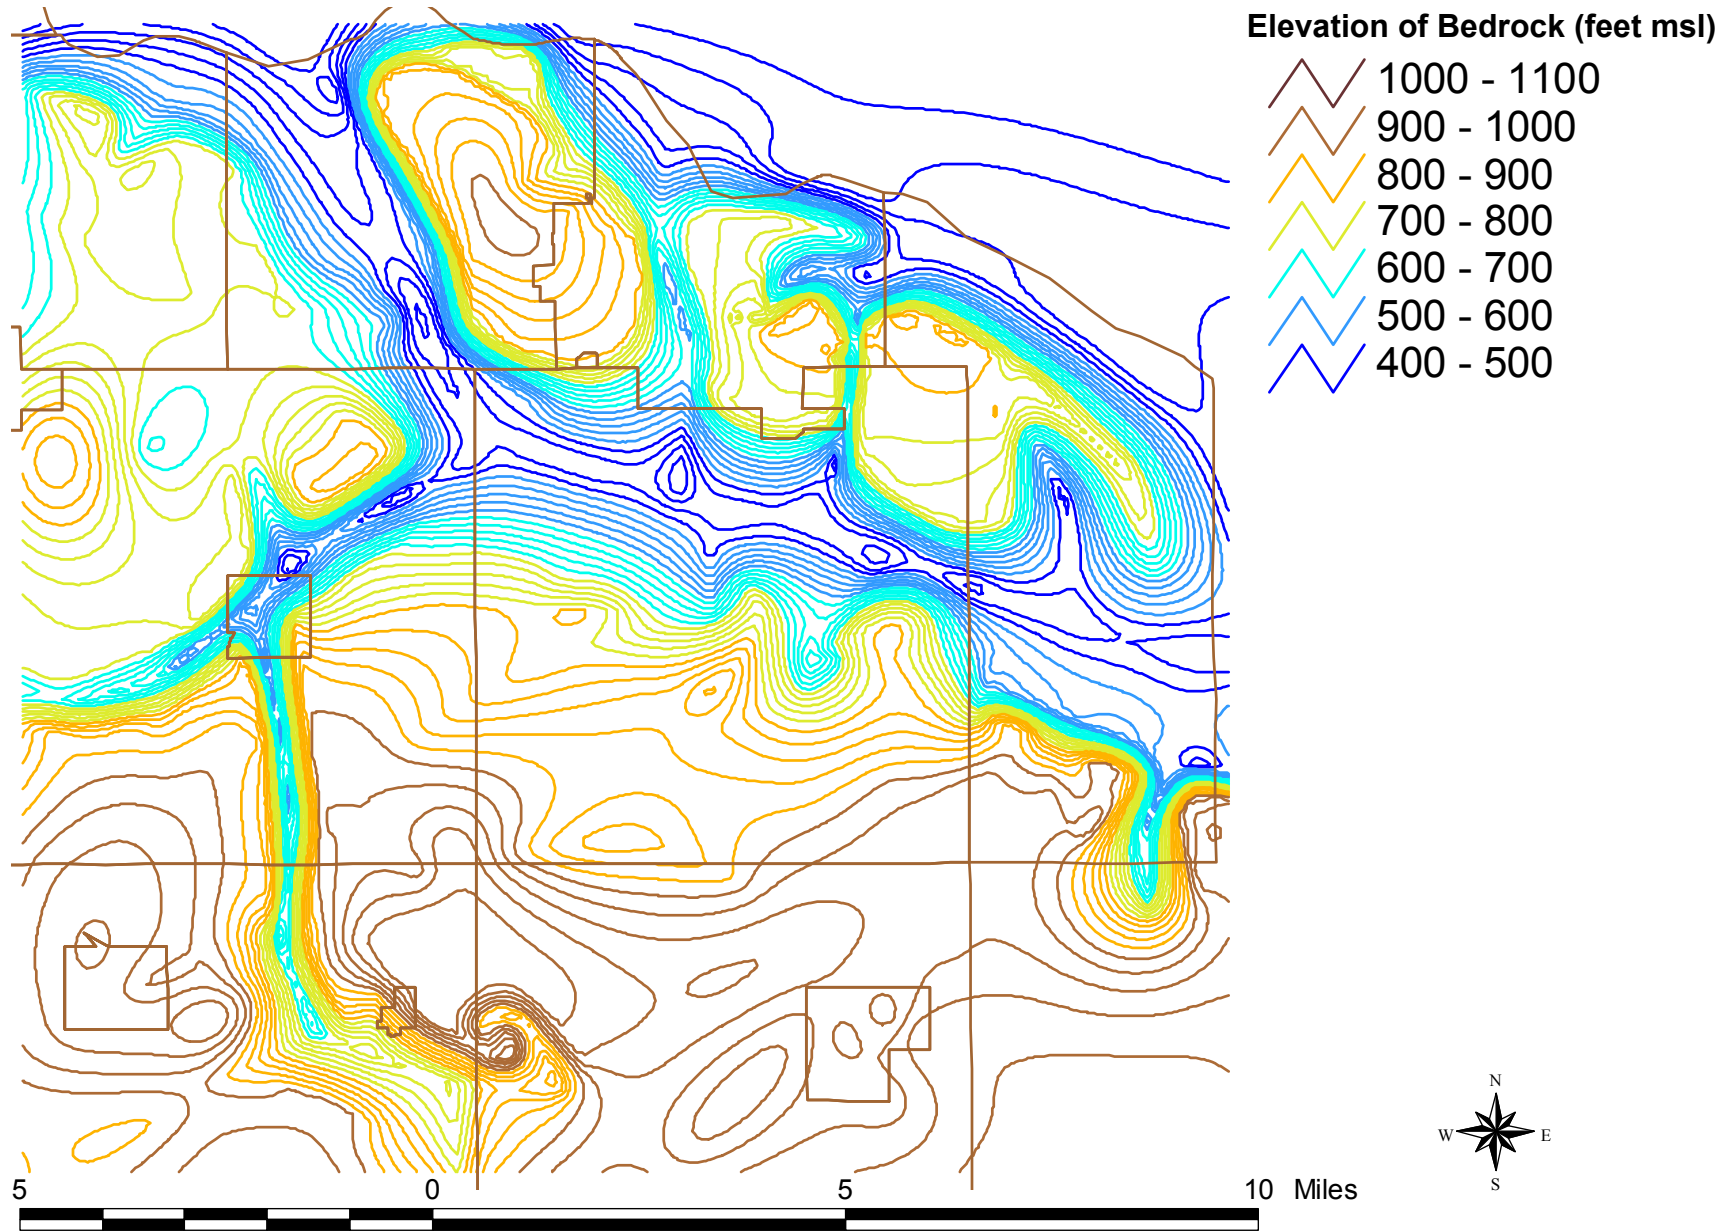 Elevation of Bedrock (feet msl)
1000 - 1100
900 - 1000
800 - 900
700 - 800
600 - 700
500 - 600
400 - 500
N
W E
S
5 0 5 10 Miles